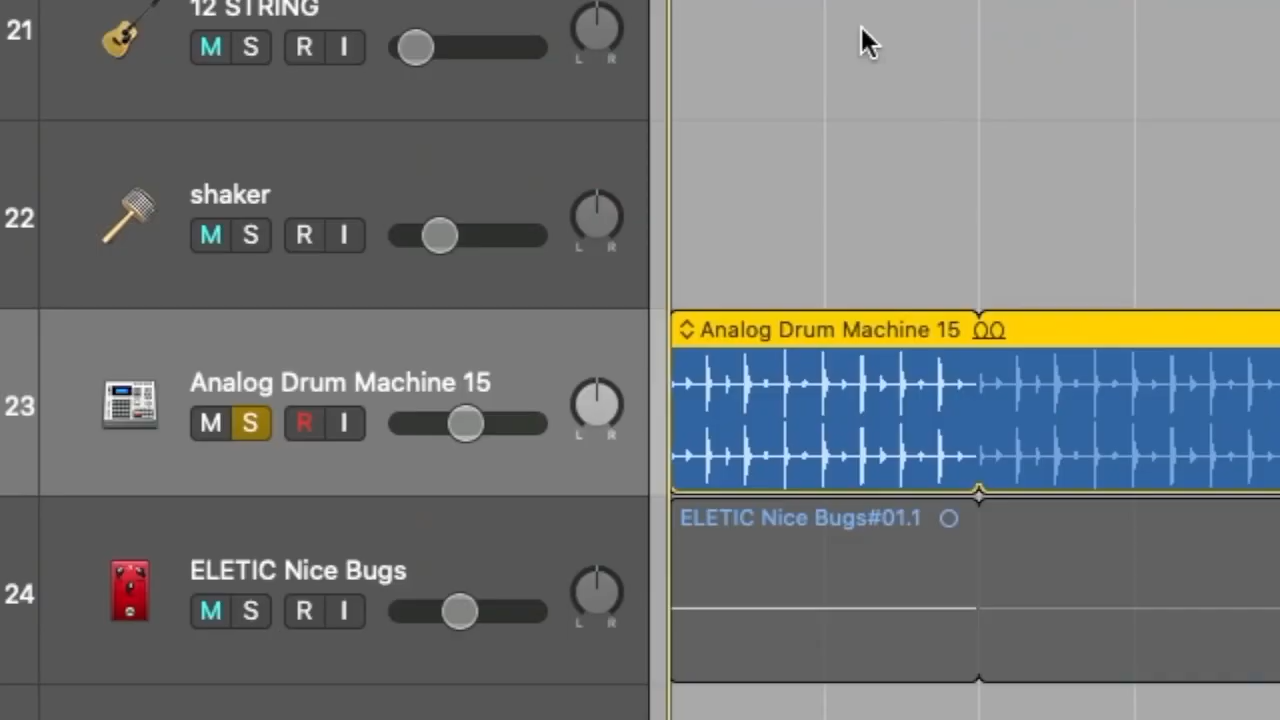 21
12 STRING
M S R I
L R
22
shaker
M S R I
L R
23
Analog Drum Machine 15
M S R I
L R
Analog Drum Machine 15
24
ELETIC Nice Bugs
M S R I
L R
ELETIC Nice Bugs#01.1